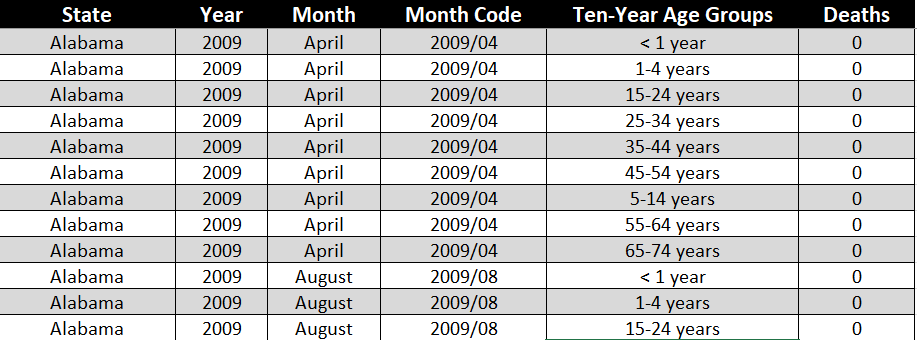 State Year Month Month Code Ten-Year Age Groups Deaths
Alabama 2009 April 2009/04 < 1 year 0
Alabama 2009 April 2009/04 1-4 years 0
Alabama 2009 April 2009/04 15-24 years 0
Alabama 2009 April 2009/04 25-34 years 0
Alabama 2009 April 2009/04 35-44 years 0
Alabama 2009 April 2009/04 45-54 years 0
Alabama 2009 April 2009/04 5-14 years 0
Alabama 2009 April 2009/04 55-64 years 0
Alabama 2009 April 2009/04 65-74 years 0
Alabama 2009 August 2009/08 < 1 year 0
Alabama 2009 August 2009/08 1-4 years 0
Alabama 2009 August 2009/08 15-24 years 0